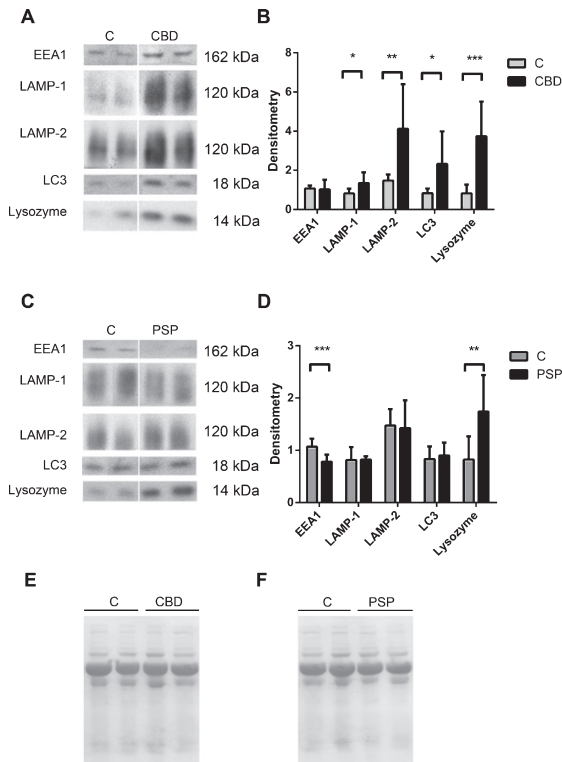 A
C CBD
EEA1 162 kDa
LAMP-1 120 kDa
LAMP-2 120 kDa
LC3 18 kDa
Lysozyme 14 kDa
B
8
6
4
2
0
Densitometry
* ** * ***
C
CBD
EEA1 LAMP-1 LAMP-2 LC3 Lysozyme
C
C PSP
EEA1 162 kDa
LAMP-1 120 kDa
LAMP-2 120 kDa
LC3 18 kDa
Lysozyme 14 kDa
D
3
2
1
0
Densitometry
*** **
C
PSP
EEA1 LAMP-1 LAMP-2 LC3 Lysozyme
E
C CBD
F
C PSP